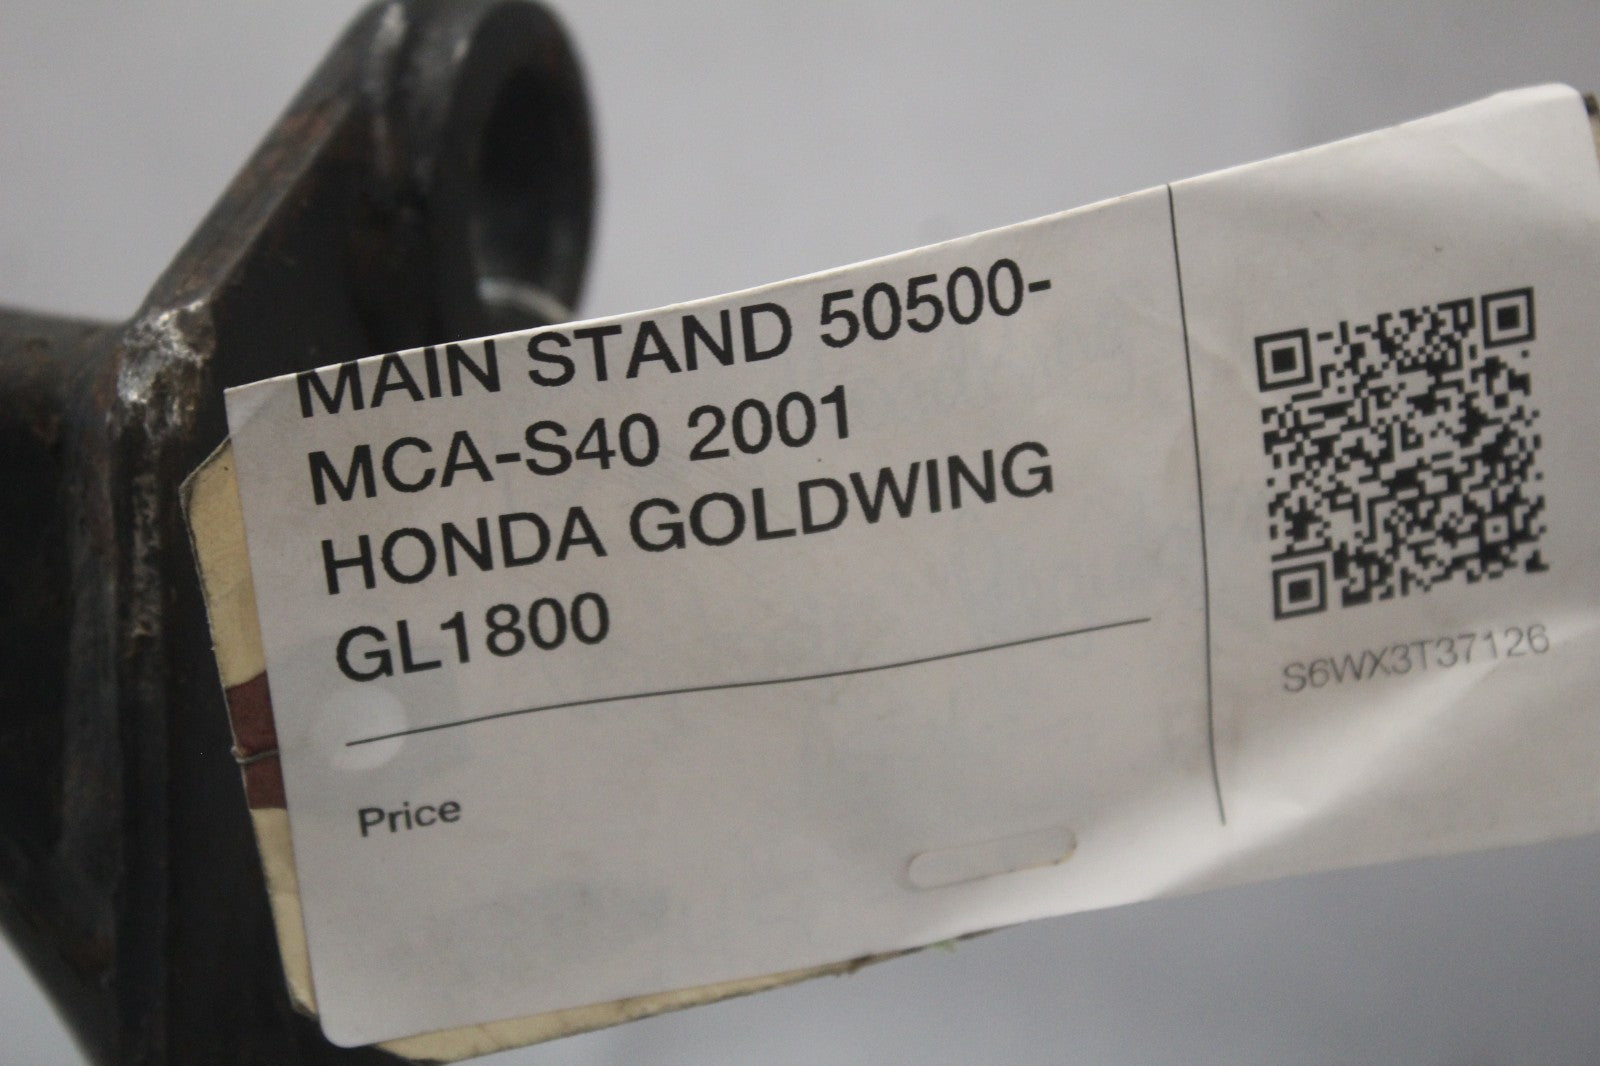 MAIN STAND 50500-
MCA-S40 2001
HONDA GOLDWING
GL1800
Price
S6WX3T37126